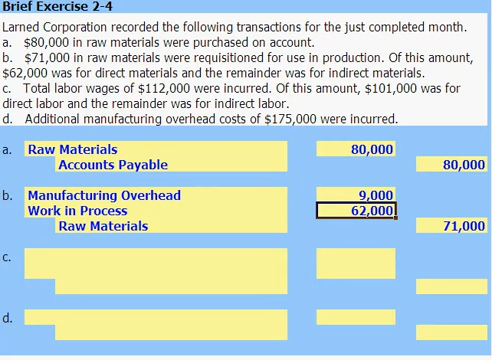 Brief Exercise 2-4
Larned Corporation recorded the following transactions for the just completed month.
a. $80,000 in raw materials were purchased on account.
b. $71,000 in raw materials were requisitioned for use in production. Of this amount,
$62,000 was for direct materials and the remainder was for indirect materials.
c. Total labor wages of $112,000 were incurred. Of this amount, $101,000 was for
direct labor and the remainder was for indirect labor.
d. Additional manufacturing overhead costs of $175,000 were incurred.
a. Raw Materials 80,000
Accounts Payable 80,000
b. Manufacturing Overhead 9,000
Work in Process 62,000
Raw Materials 71,000
c.
d.